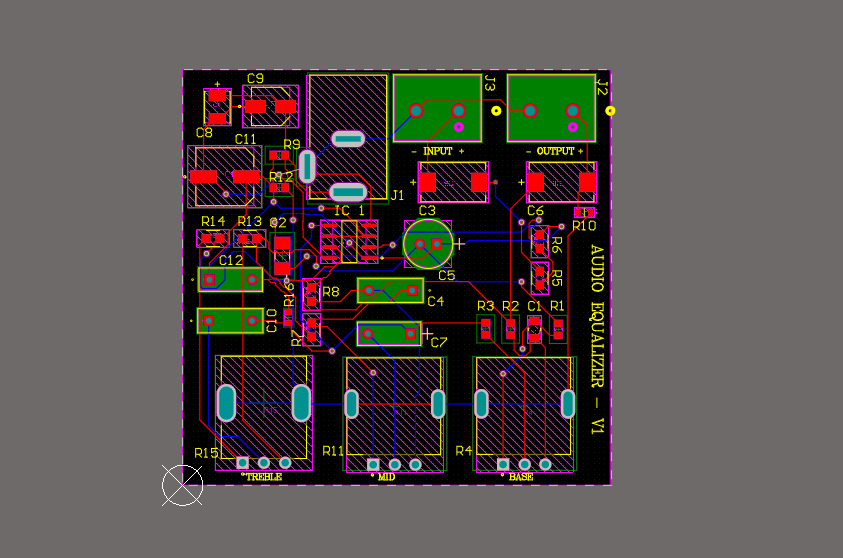 C9
J3
J2
C8
C11
R9
- INPUT +
- OUTPUT +
R12
+
+
J1
IC 1
C3
C6
R10
R14
R13
C2
R6
C12
C5
R5
R16
R8
C4
C10
R7
R3
R2
C1
R1
C7
AUDIO EQUALIZER - V1
R15
R11
R4
TREBLE
MID
BASE